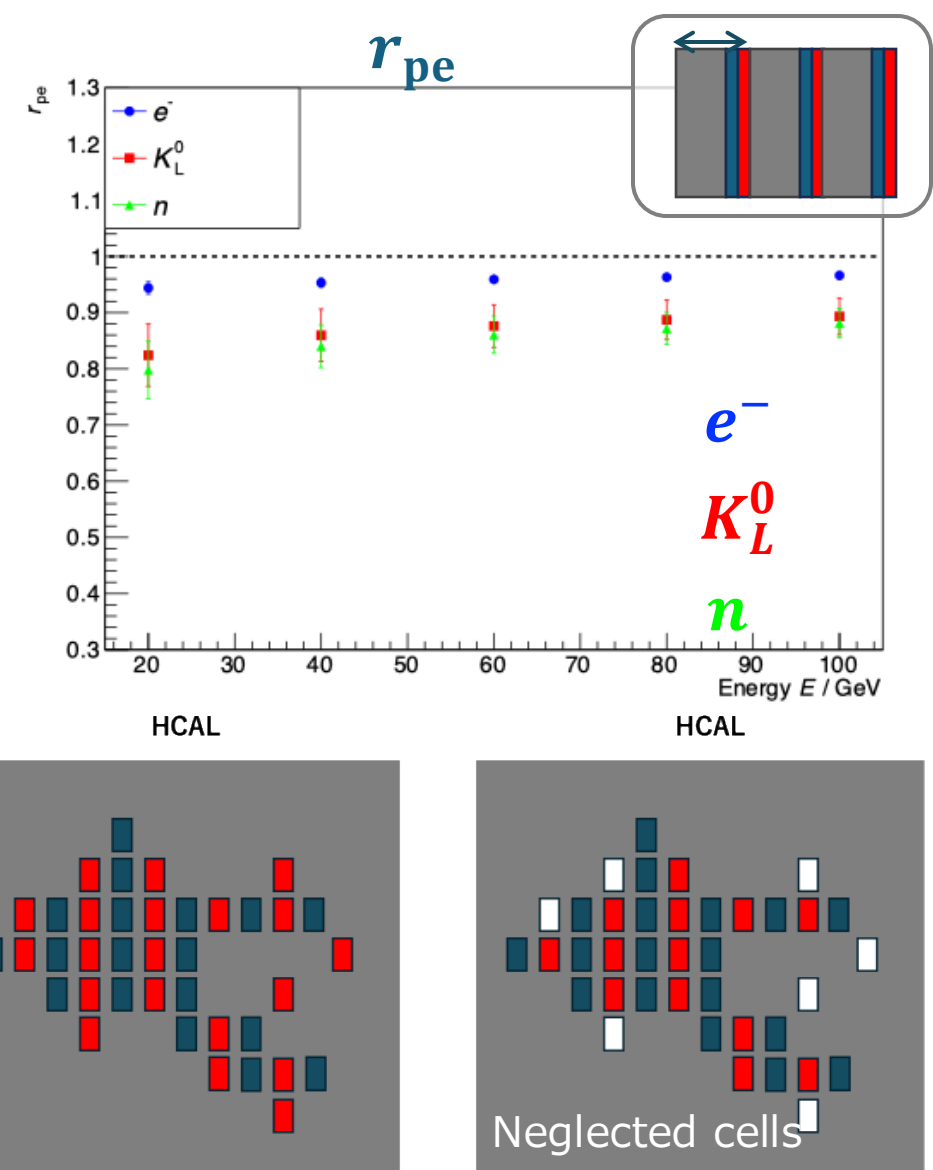 r_pe
r_pe
1.3
1.2
1.1
1
0.9
0.8
0.7
0.6
0.5
0.4
0.3
e⁻
K⁰_L
n
e⁻
K⁰_L
n
20 30 40 50 60 70 80 90 100
Energy E / GeV
HCAL HCAL
Neglected cells